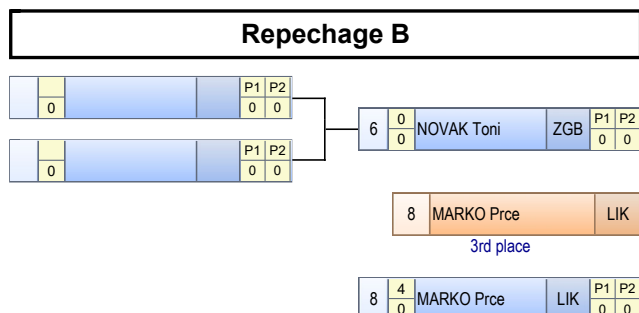 Repechage B
P1 P2
0 0 0
P1 P2
0 0 0
6 0 NOVAK Toni ZGB P1 P2
0 0 0
8 MARKO Prce LIK
3rd place
8 4 MARKO Prce LIK P1 P2
0 0 0